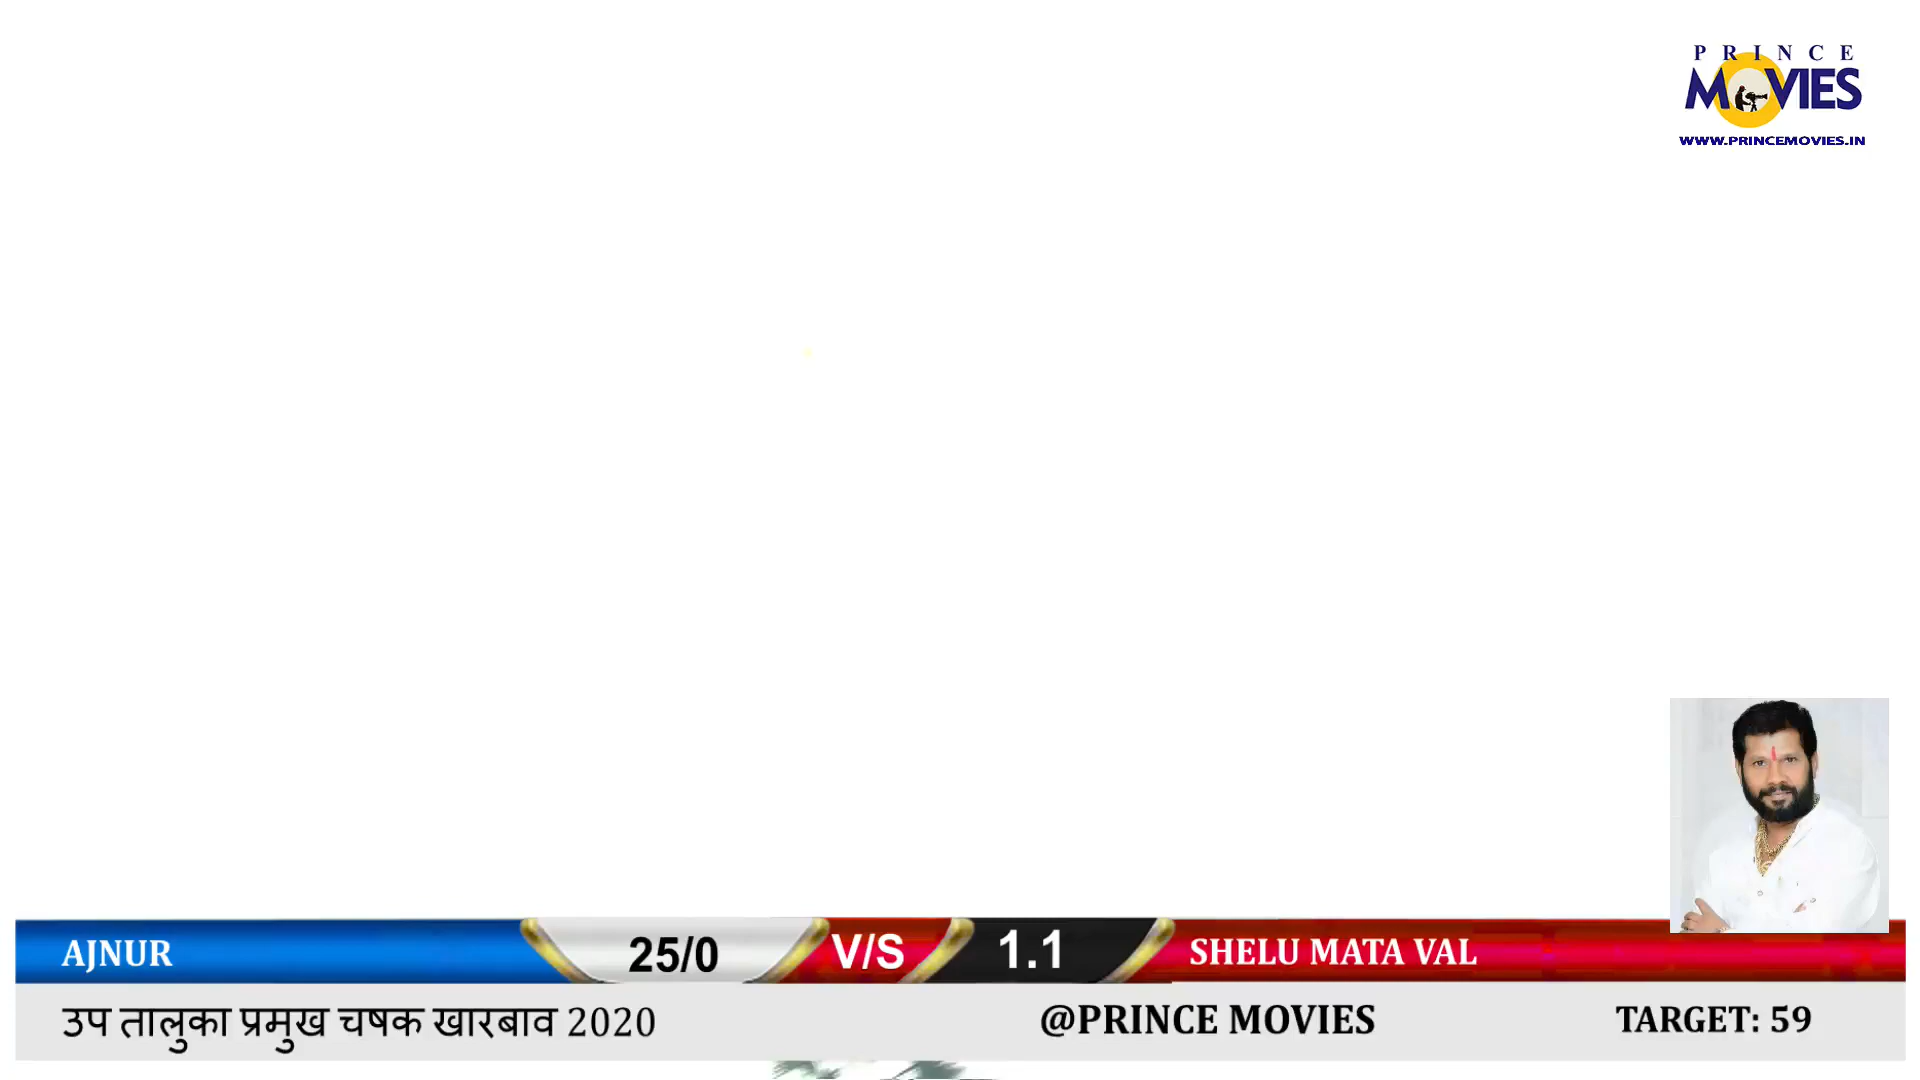 PRINCE
MOVIES
WWW.PRINCEMOVIES.IN
AJNUR 25/0 V/S 1.1 SHELU MATA VAL
उप तालुका प्रमुख चषक खारबाव 2020 @PRINCE MOVIES TARGET: 59